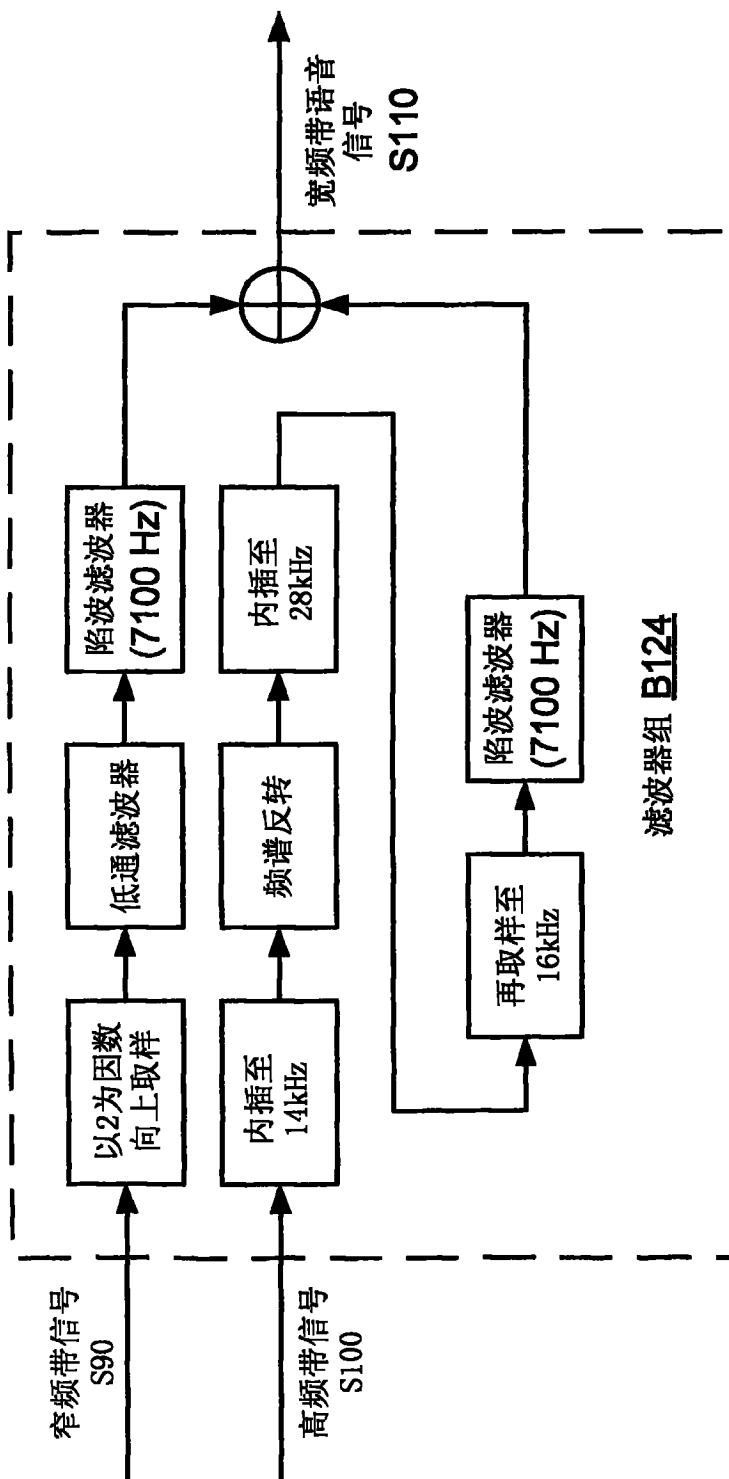 窄频带信号
S90
以2为因数
向上取样
低通滤波器
陷波滤波器
(7100 Hz)
高频带信号
S100
内插至
14kHz
频谱反转
内插至
28kHz
再取样至
16kHz
陷波滤波器
(7100 Hz)
宽频带语音
信号
S110
滤波器组 B124